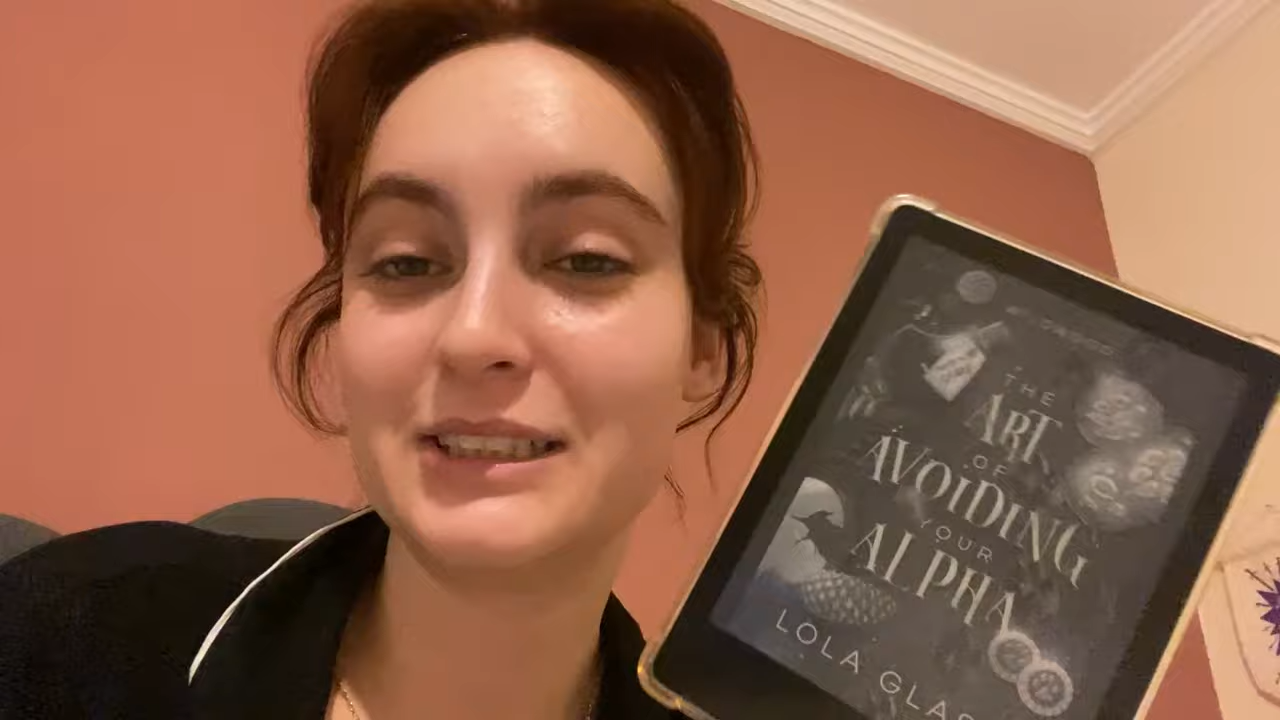 THE
ART
OF
AVOIDING
YOUR
ALPHA
LOLA GLAS